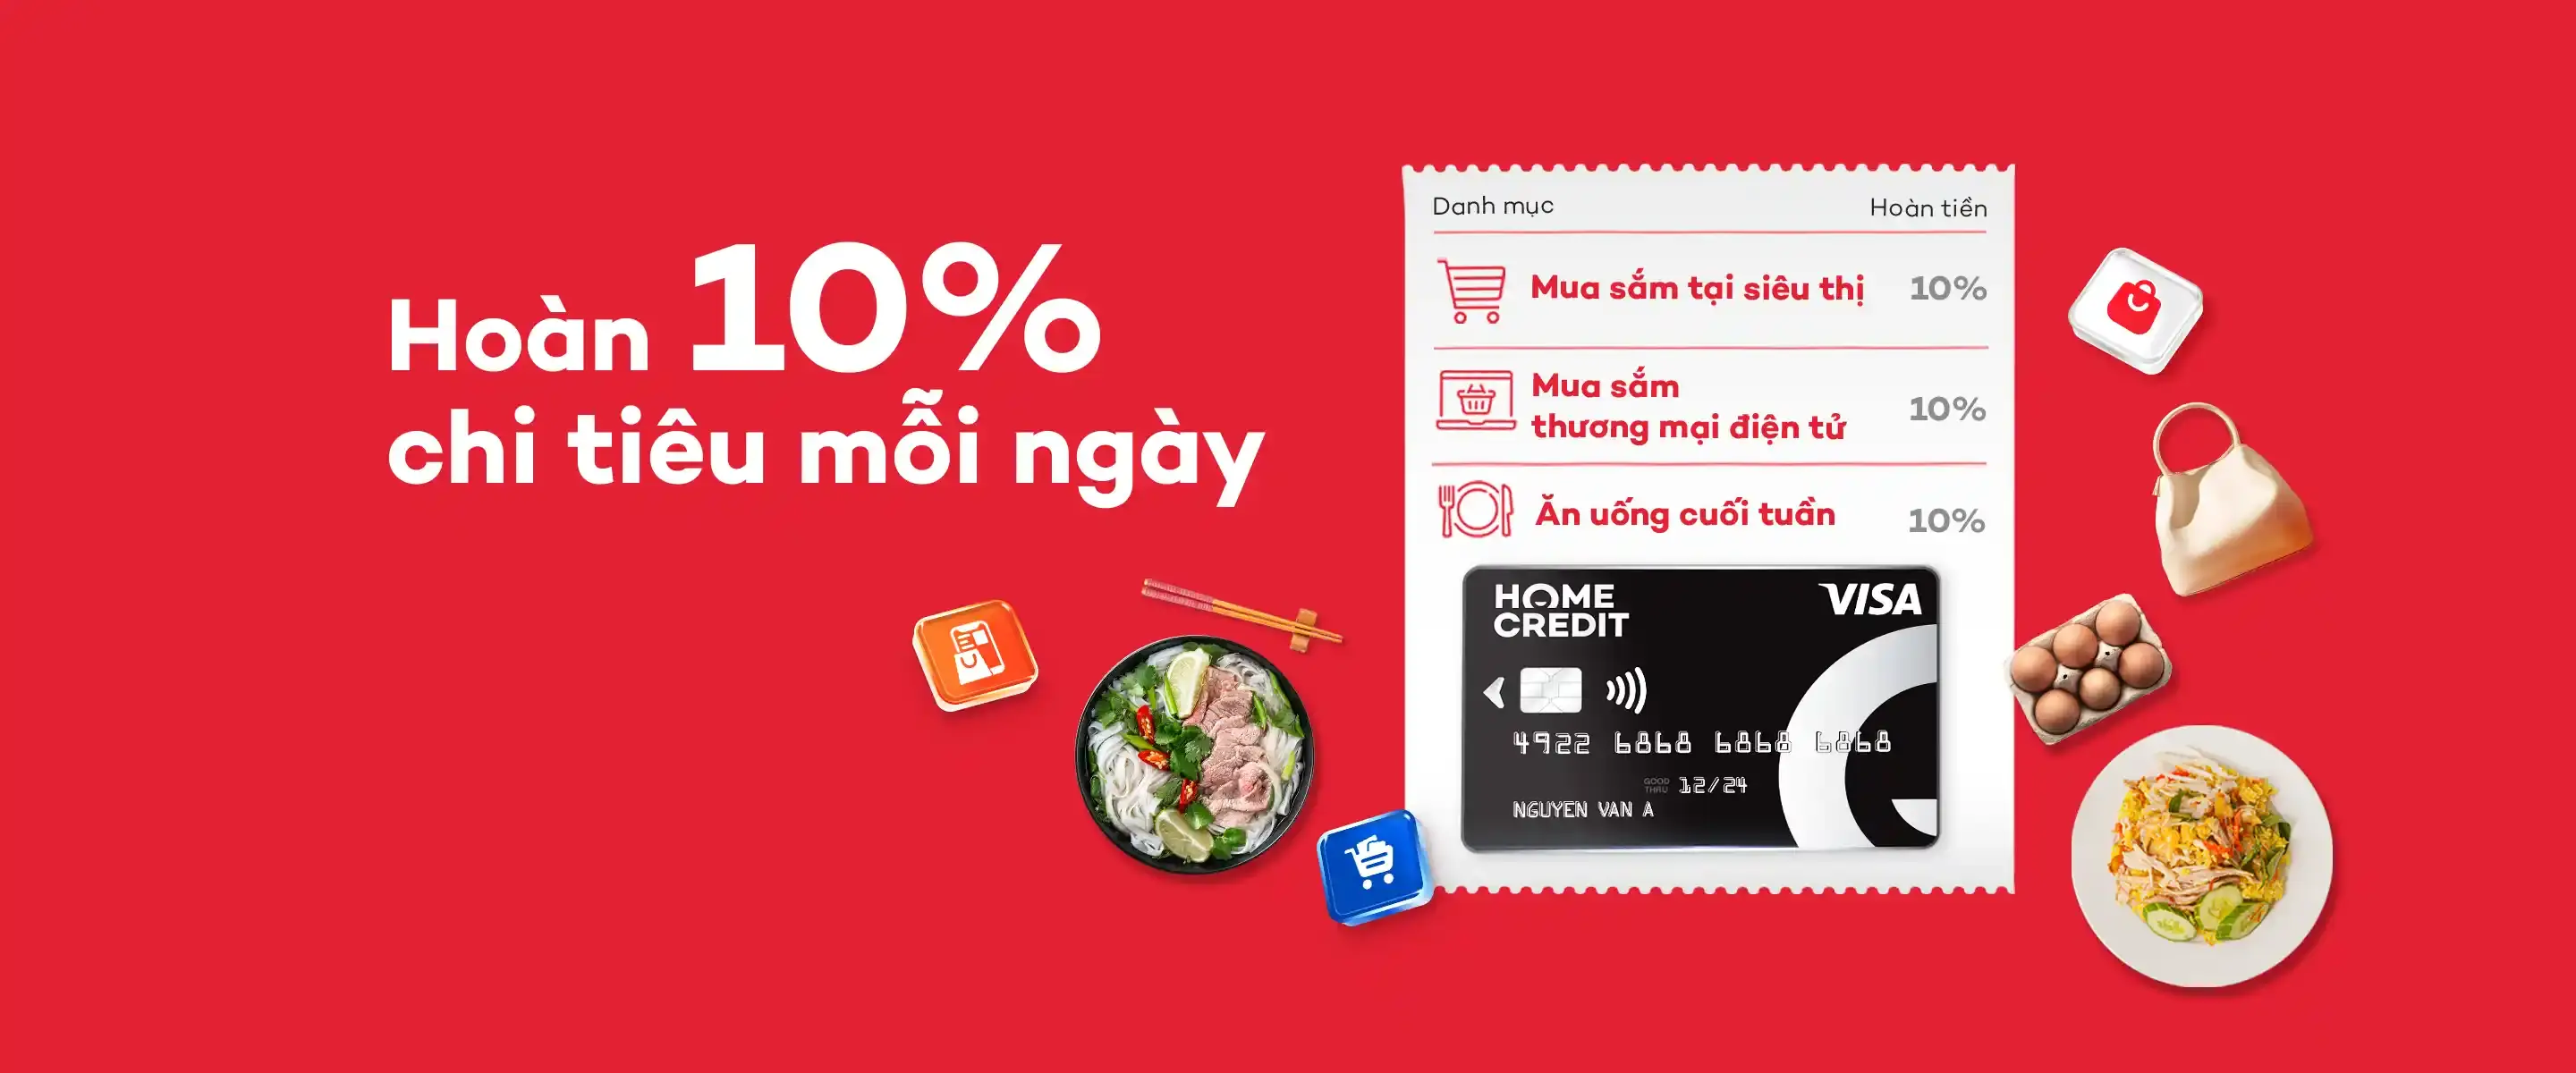 Hoàn 10%
chi tiêu mỗi ngày
Danh mục Hoàn tiền
Mua sắm tại siêu thị 10%
Mua sắm
thương mại điện tử 10%
Ăn uống cuối tuần 10%
HOME
CREDIT
VISA
4922 6868 6868 6868
GOOD
THRU 12/24
NGUYEN VAN A